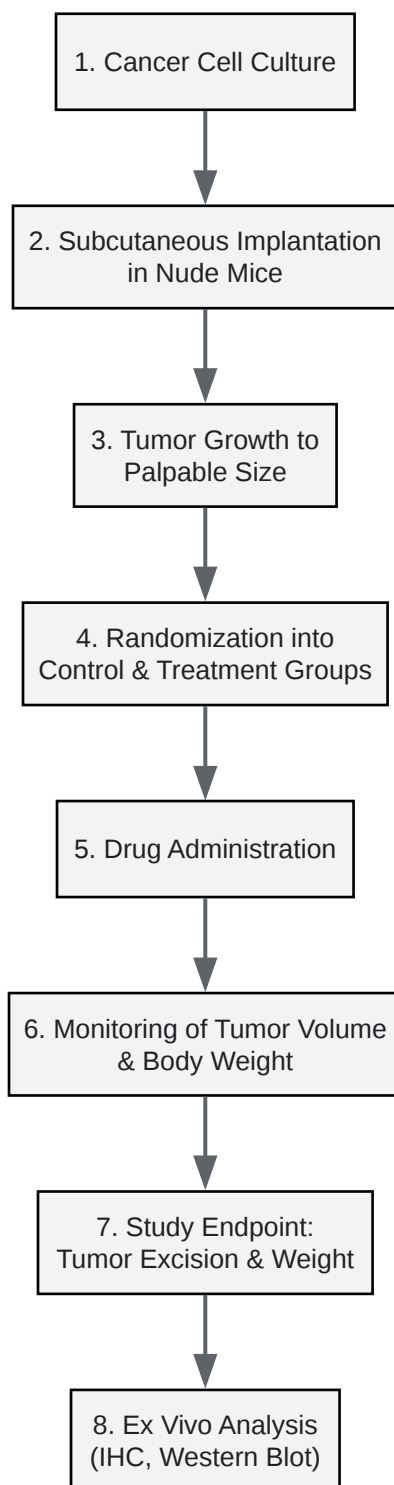 1. Cancer Cell Culture
2. Subcutaneous Implantation
in Nude Mice
3. Tumor Growth to
Palpable Size
4. Randomization into
Control & Treatment Groups
5. Drug Administration
6. Monitoring of Tumor Volume
& Body Weight
7. Study Endpoint:
Tumor Excision & Weight
8. Ex Vivo Analysis
(IHC, Western Blot)